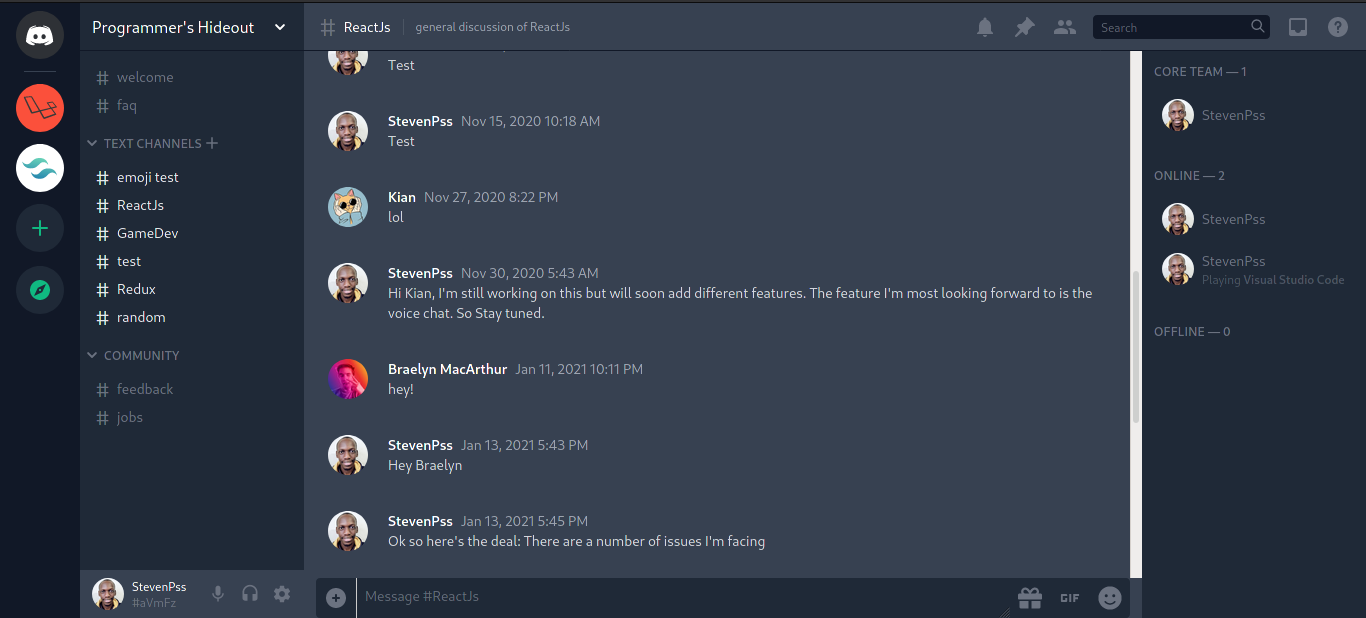 Programmer's Hideout
welcome
faq
TEXT CHANNELS
emoji test
ReactJs
GameDev
test
Redux
random
COMMUNITY
feedback
jobs
StevenPss
#aVmFz
ReactJs general discussion of ReactJs
Search
Test
StevenPss Nov 15, 2020 10:18 AM
Test
Kian Nov 27, 2020 8:22 PM
lol
StevenPss Nov 30, 2020 5:43 AM
Hi Kian, I'm still working on this but will soon add different features. The feature I'm most looking forward to is the
voice chat. So Stay tuned.
Braelyn MacArthur Jan 11, 2021 10:11 PM
hey!
StevenPss Jan 13, 2021 5:43 PM
Hey Braelyn
StevenPss Jan 13, 2021 5:45 PM
Ok so here's the deal: There are a number of issues I'm facing
Message #ReactJs
GIF
CORE TEAM — 1
StevenPss
ONLINE — 2
StevenPss
StevenPss
Playing Visual Studio Code
OFFLINE — 0